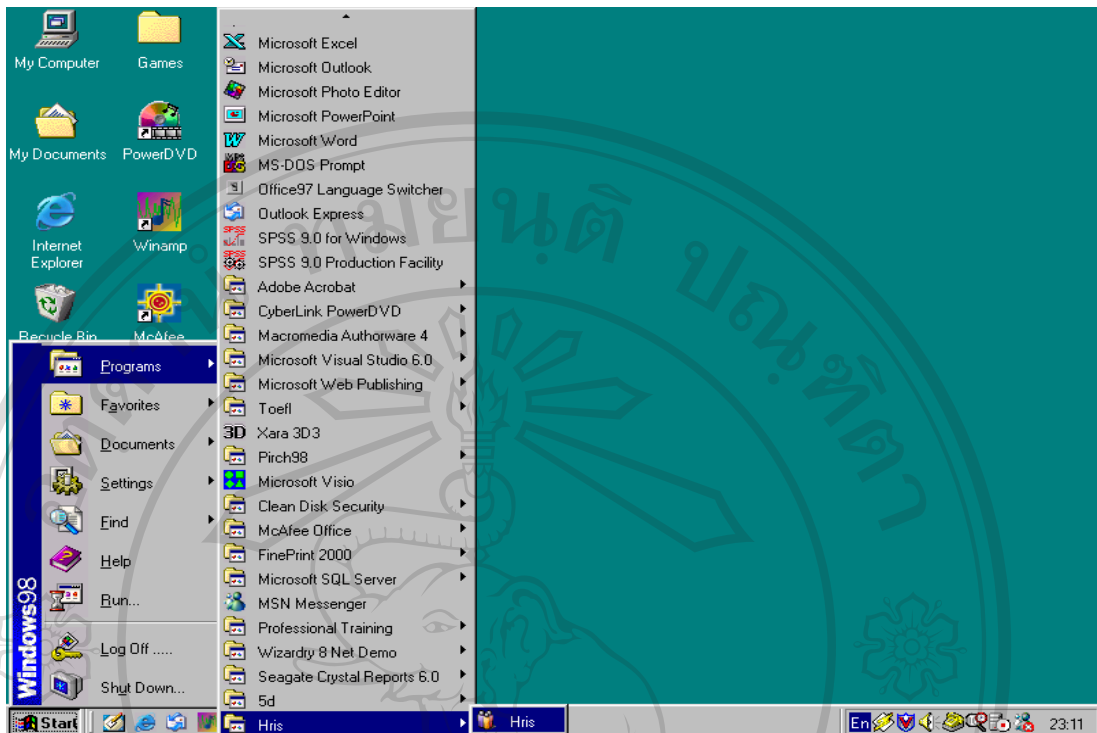 My Computer
Games
My Documents
PowerDVD
Internet
Explorer
Winamp
Recycle Bin
McAfee
Programs
Favorites
Documents
Settings
Find
Help
Run...
Log Off .....
Shut Down...
Windows98
Microsoft Excel
Microsoft Outlook
Microsoft Photo Editor
Microsoft PowerPoint
Microsoft Word
MS-DOS Prompt
Office97 Language Switcher
Outlook Express
SPSS 9.0 for Windows
SPSS 9.0 Production Facility
Adobe Acrobat
CyberLink PowerDVD
Macromedia Authorware 4
Microsoft Visual Studio 6.0
Microsoft Web Publishing
Toefl
3D Xara 3D3
Pirch98
Microsoft Visio
Clean Disk Security
McAfee Office
FinePrint 2000
Microsoft SQL Server
MSN Messenger
Professional Training
Wizardry 8 Net Demo
Seagate Crystal Reports 6.0
5d
Hris
Hris
Start
En
23:11